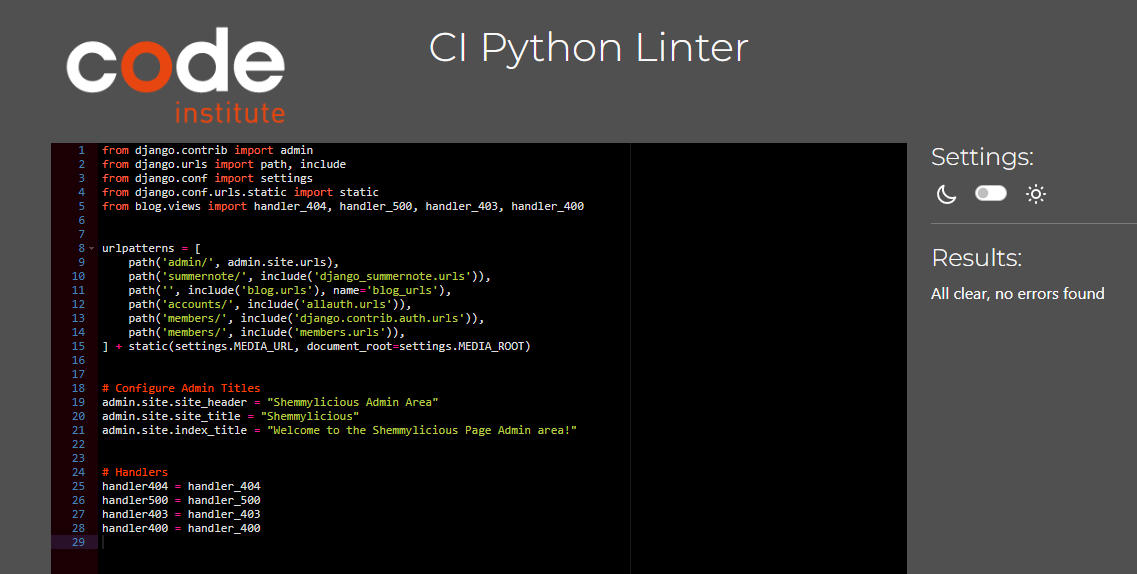 code
institute
CI Python Linter
1 from django.contrib import admin
2 from django.urls import path, include
3 from django.conf import settings
4 from django.conf.urls.static import static
5 from blog.views import handler_404, handler_500, handler_403, handler_400
6
7
8 urlpatterns = [
9     path('admin/', admin.site.urls),
10     path('summernote/', include('django_summernote.urls')),
11     path('', include('blog.urls'), name='blog_urls'),
12     path('accounts/', include('allauth.urls')),
13     path('members/', include('django.contrib.auth.urls')),
14     path('members/', include('members.urls')),
15 ] + static(settings.MEDIA_URL, document_root=settings.MEDIA_ROOT)
16
17
18 # Configure Admin Titles
19 admin.site.site_header = "Shemmylicious Admin Area"
20 admin.site.site_title = "Shemmylicious"
21 admin.site.index_title = "Welcome to the Shemmylicious Page Admin area!"
22
23
24 # Handlers
25 handler404 = handler_404
26 handler500 = handler_500
27 handler403 = handler_403
28 handler400 = handler_400
29
Settings:
Results:
All clear, no errors found